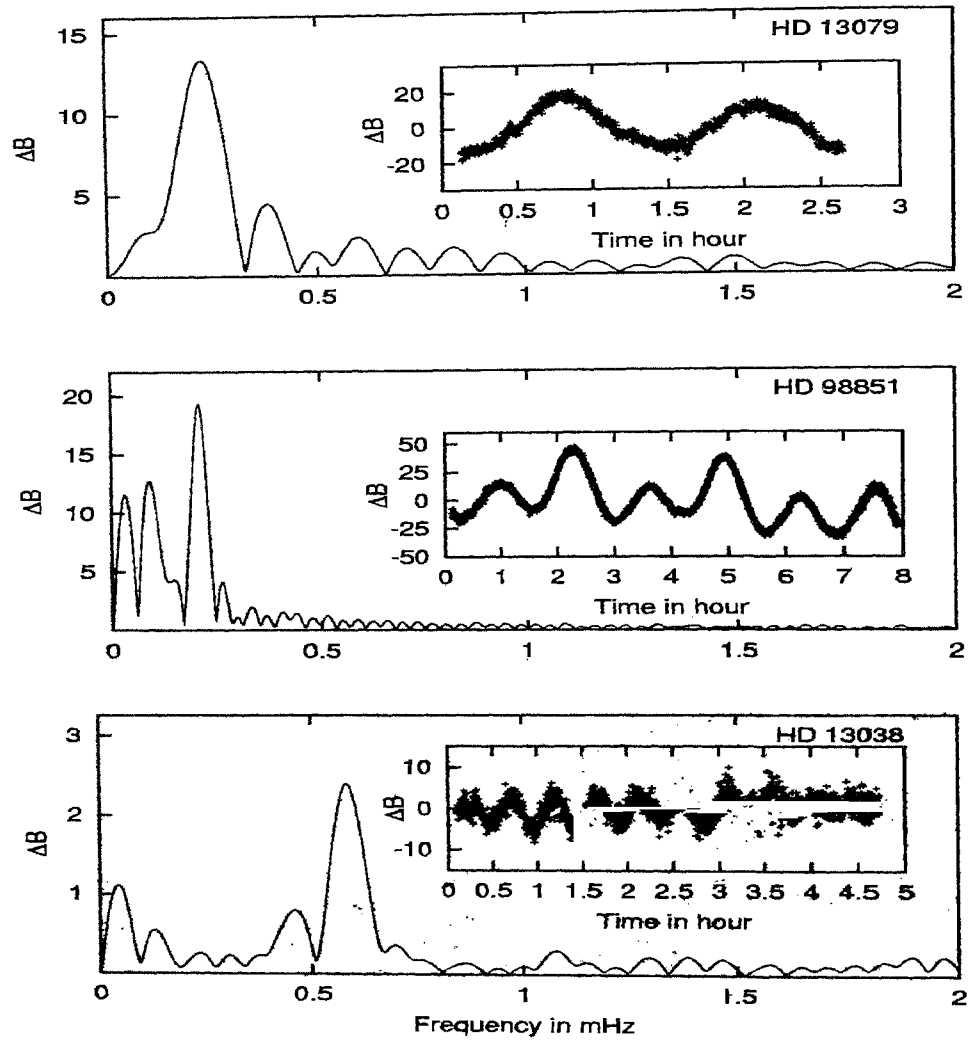 HD 13079
15
10
5
ΔB
20
0
-20
ΔB
0 0.5 1 1.5 2 2.5 3
Time in hour
0 0.5 1 1.5 2
HD 98851
20
15
10
5
ΔB
50
25
0
-25
-50
ΔB
0 1 2 3 4 5 6 7 8
Time in hour
0 0.5 1 1.5 2
HD 13038
3
2
1
ΔB
10
0
-10
ΔB
0 0.5 1 1.5 2 2.5 3 3.5 4 4.5 5
Time in hour
0 0.5 1 1.5 2
Frequency in mHz